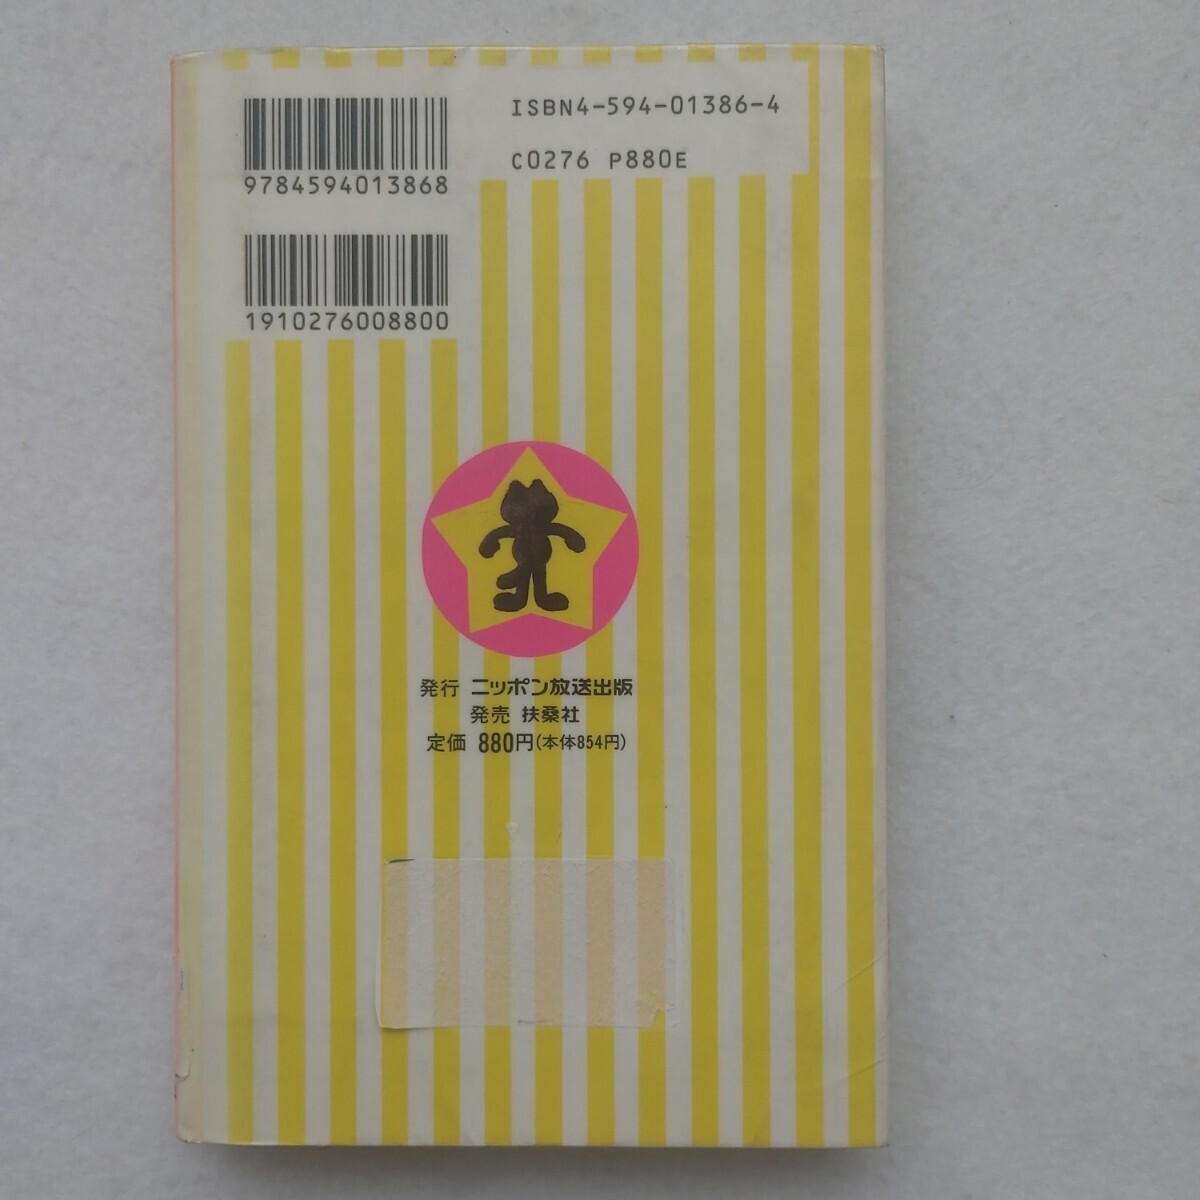 ISBN4-594-01386-4
C0276 P880E
9784594013868
1910276008800
発行 ニッポン放送出版
発売 扶桑社
定価 880円(本体854円)